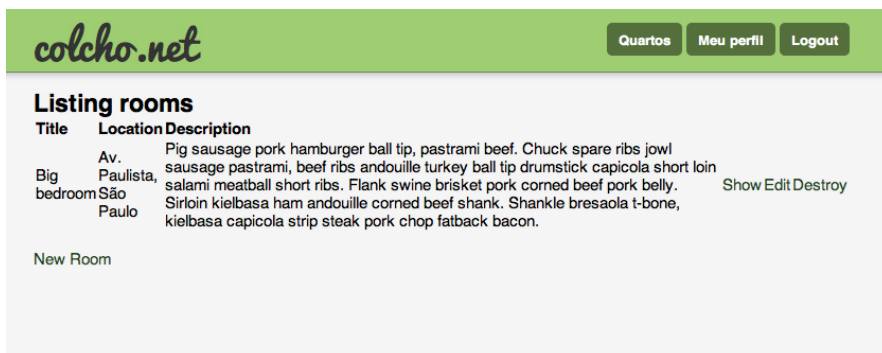 colcho.net
Quartos Meu perfil Logout
Listing rooms
Title Location Description
Big bedroom
Av. Paulista, São Paulo
Pig sausage pork hamburger ball tip, pastrami beef. Chuck spare ribs jowl
sausage pastrami, beef ribs andouille turkey ball tip drumstick capicola short loin
salami meatball short ribs. Flank swine brisket pork corned beef pork belly.
Sirloin kielbasa ham andouille corned beef shank. Shankle bresaola t-bone,
kielbasa capicola strip steak pork chop fatback bacon.
Show Edit Destroy
New Room